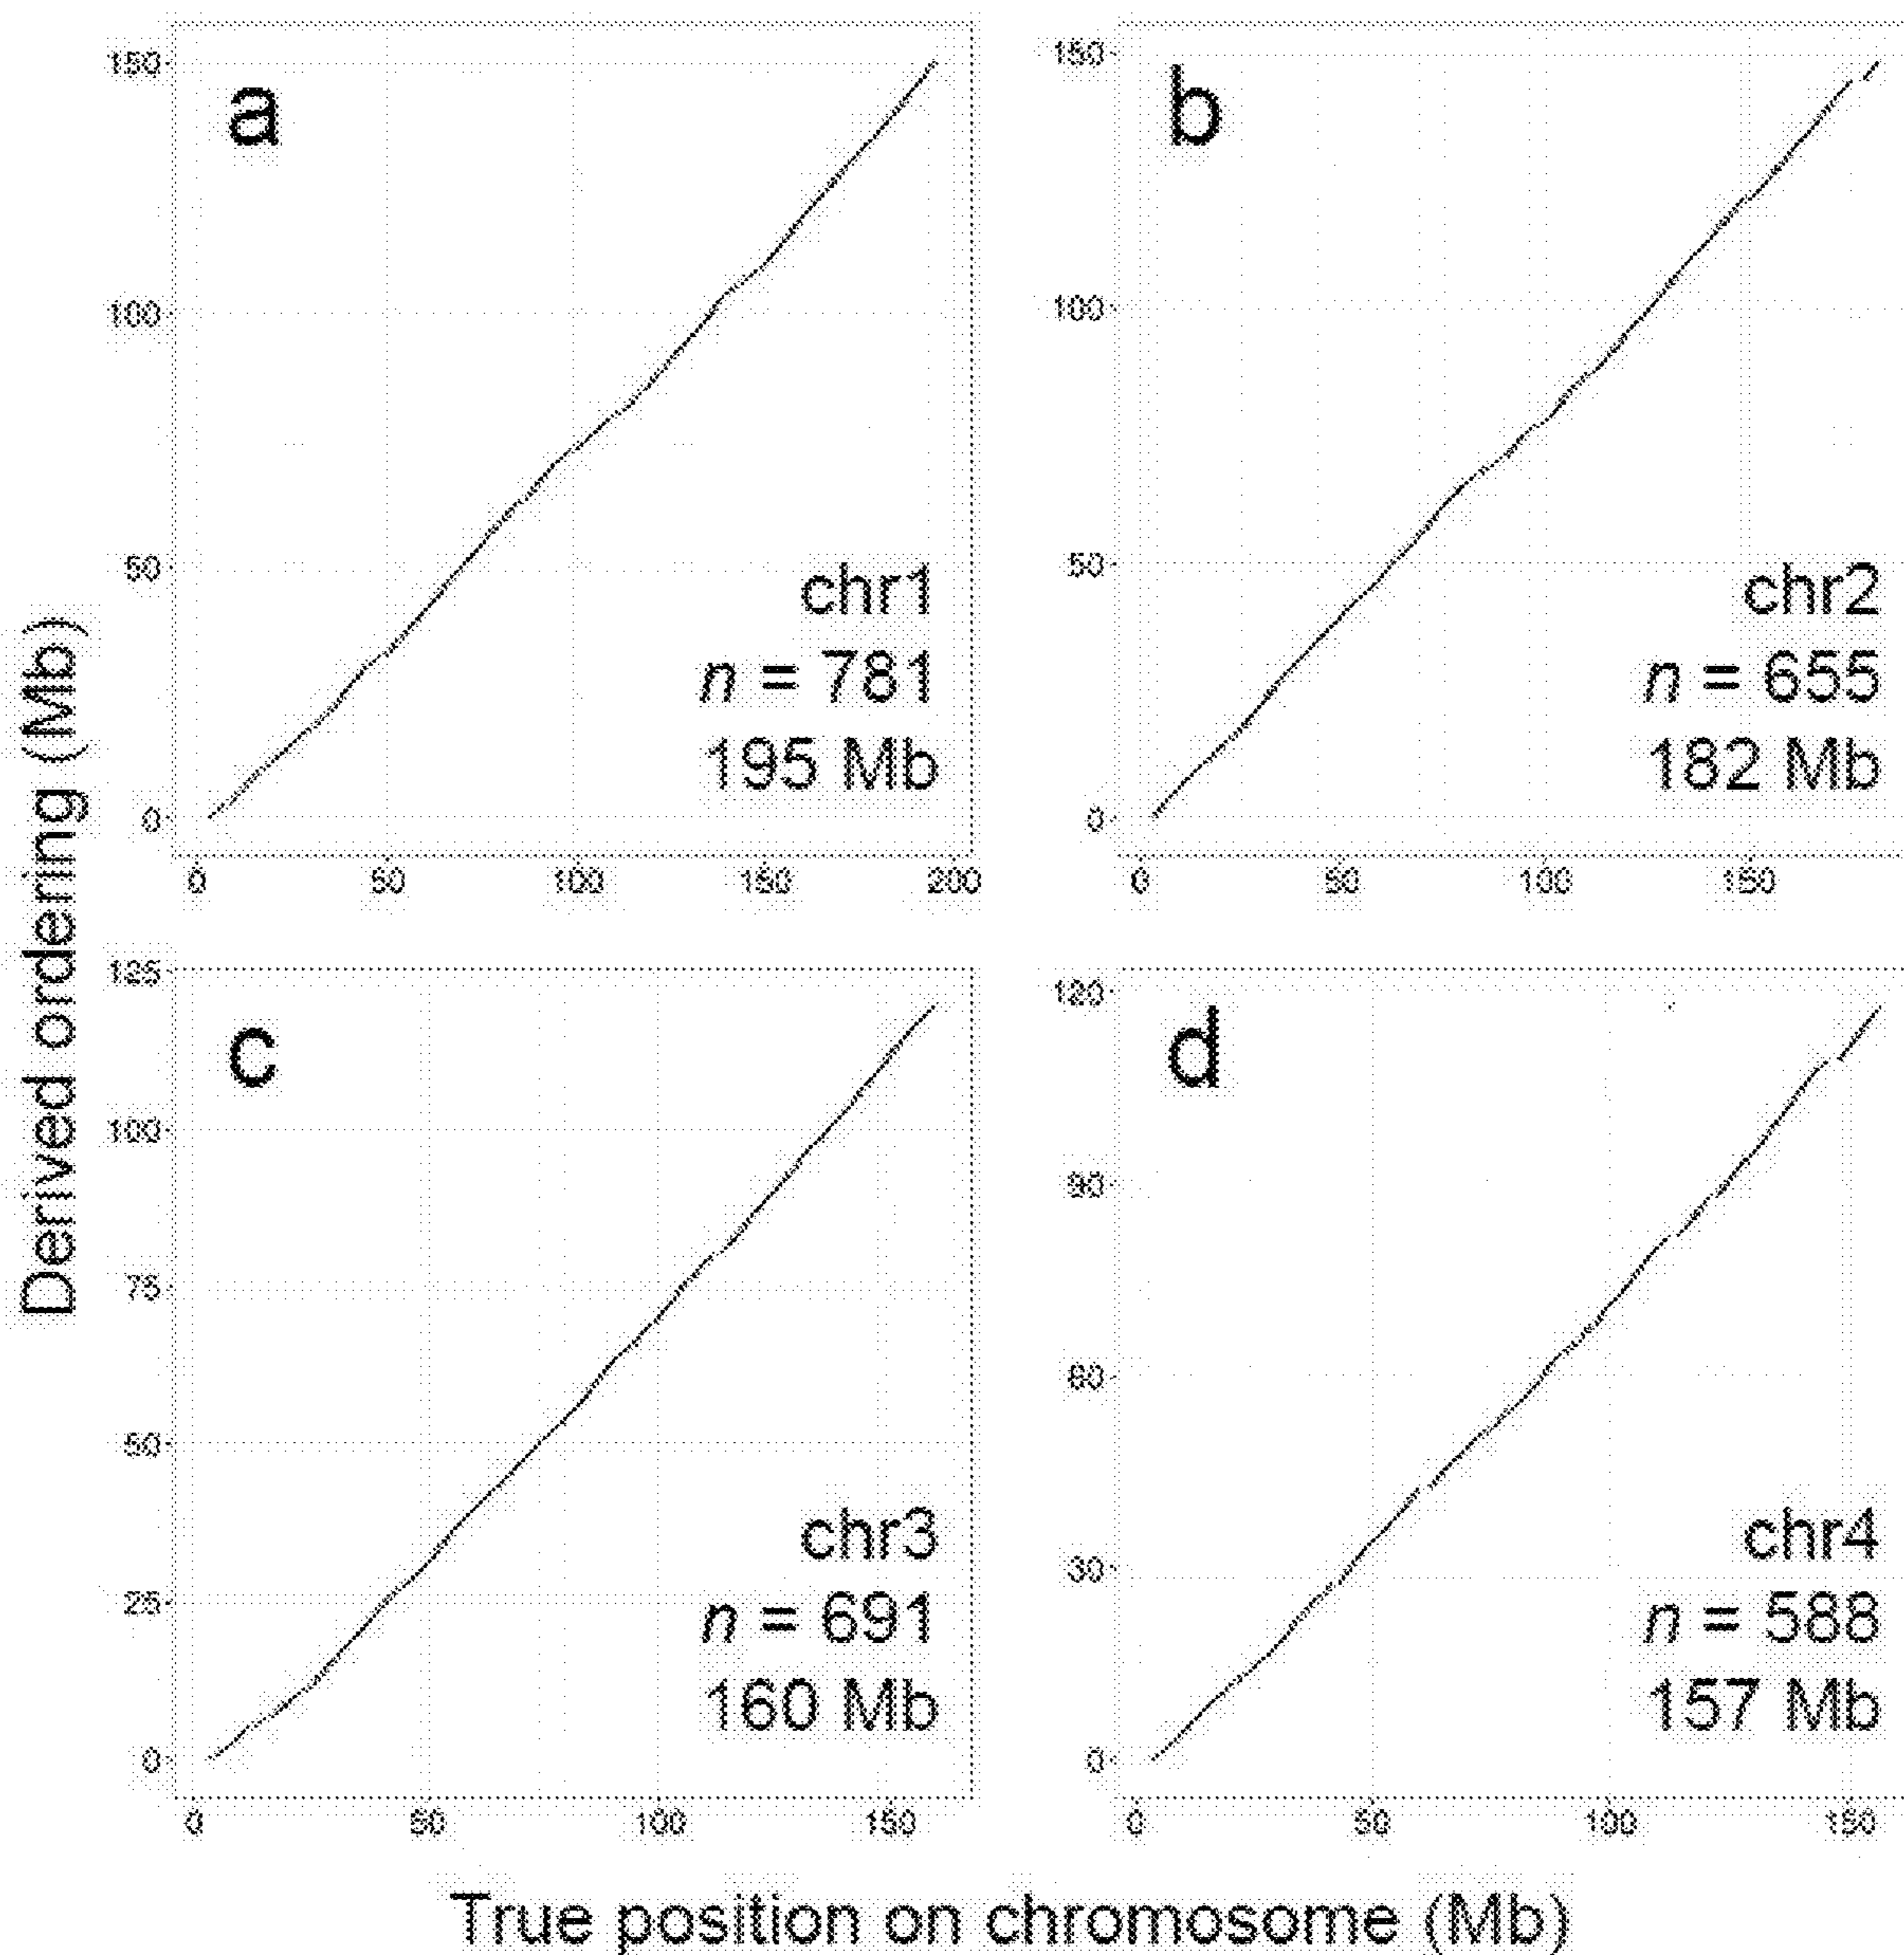 Derived ordering (Mb)
a
150
100
50
0
chr1
n = 781
195 Mb
0 50 100 150 200
b
150
100
50
0
chr2
n = 655
182 Mb
0 50 100 150
c
125
100
75
50
25
0
chr3
n = 691
160 Mb
0 50 100 150
d
120
90
60
30
0
chr4
n = 588
157 Mb
0 50 100 150
True position on chromosome (Mb)